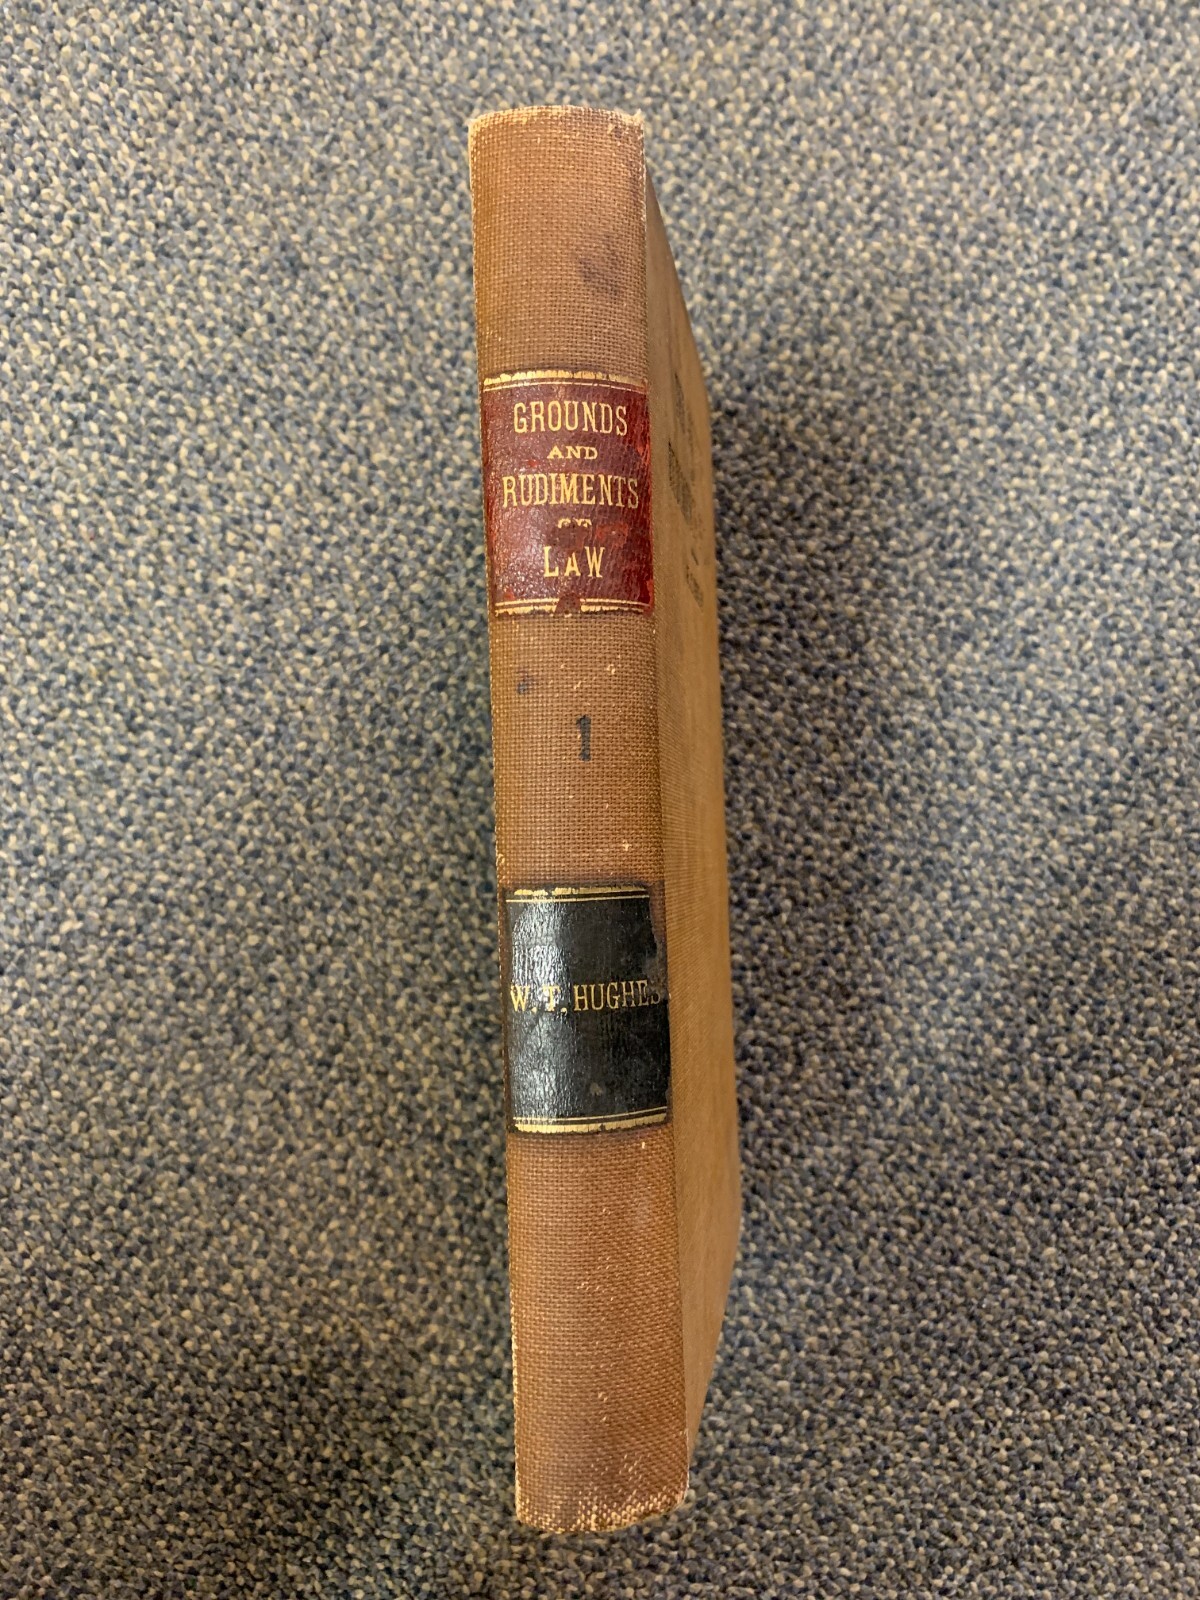 GROUNDS
AND
RUDIMENTS
LAW
1
W. T. HUGHES